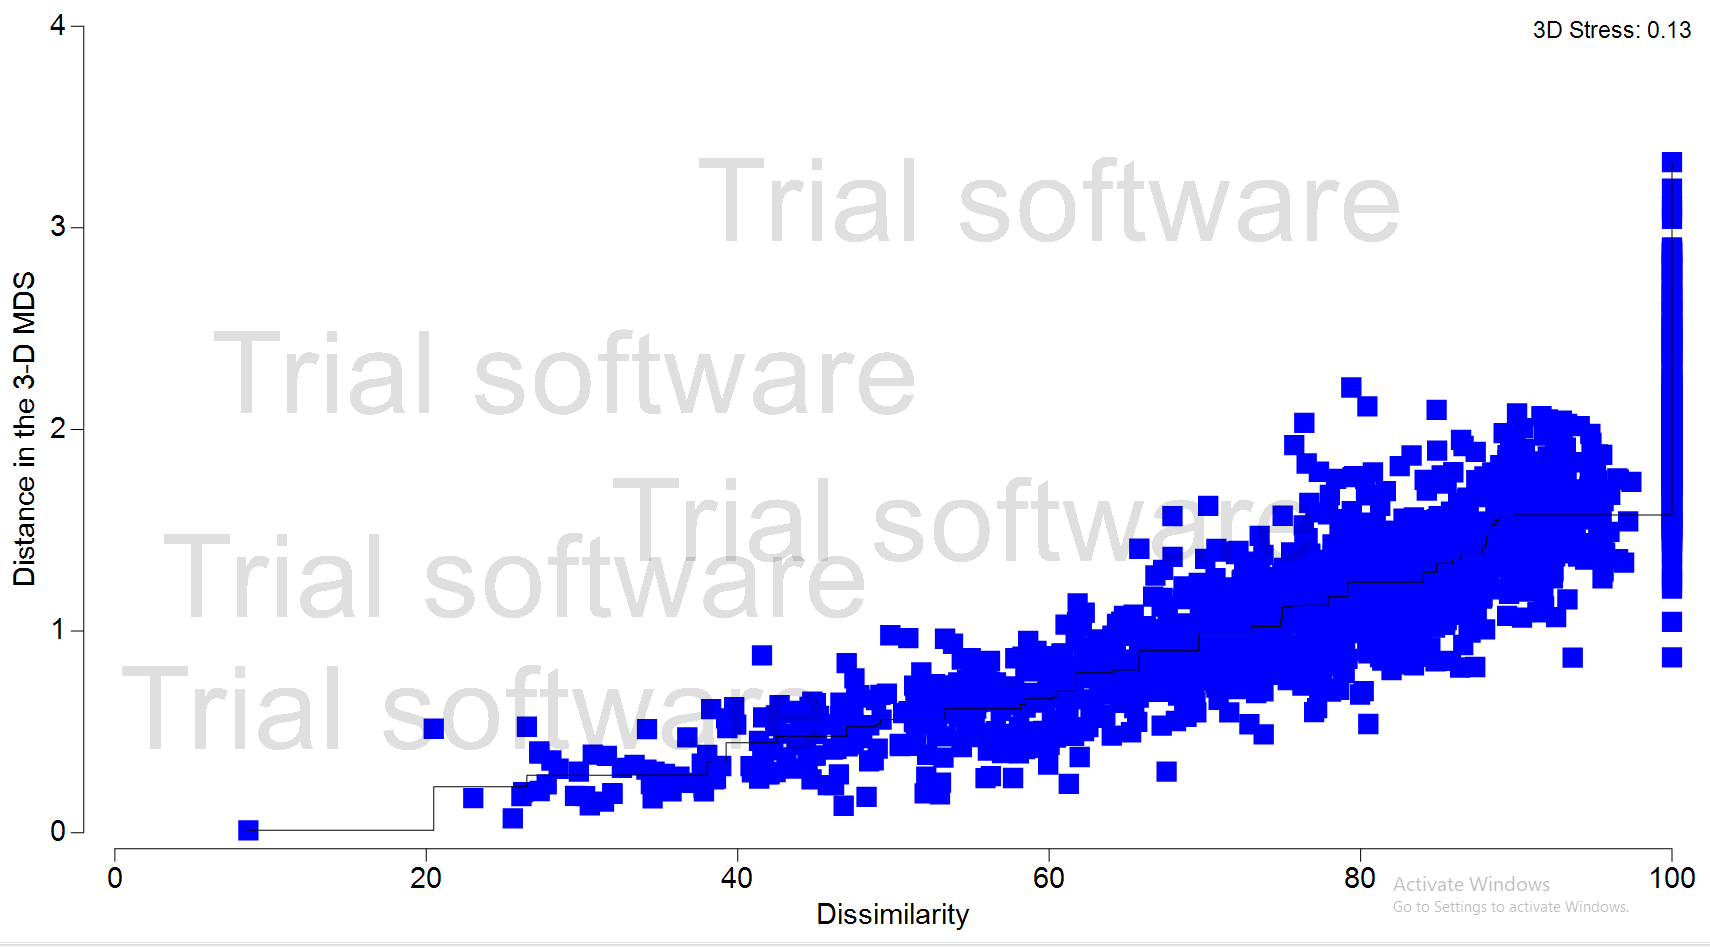 3D Stress: 0.13
4
3
2
1
0
Distance in the 3-D MDS
Trial software
Trial software
Trial software
Trial software
Trial software
0 20 40 60 80 100
Dissimilarity
Activate Windows
Go to Settings to activate Windows.